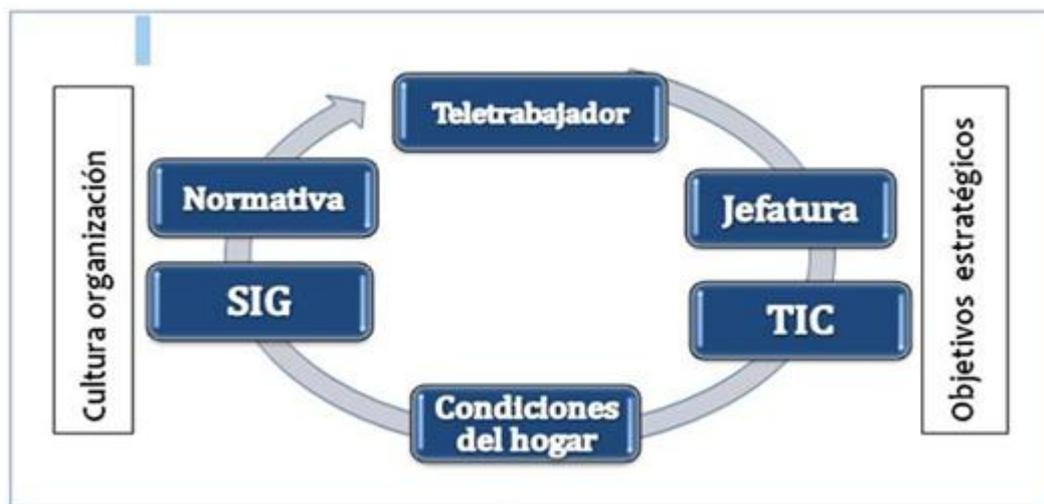 Teletrabajador
Jefatura
TIC
Condiciones
del hogar
SIG
Normativa
Cultura organización
Objetivos estratégicos